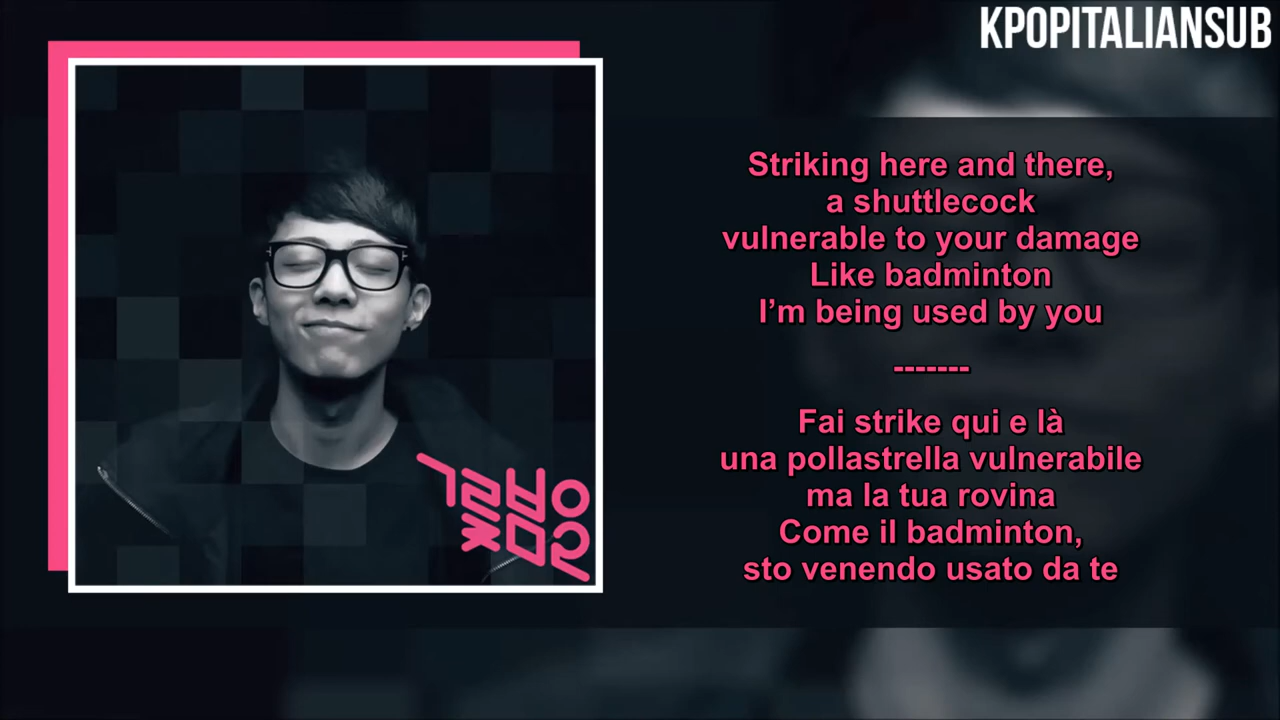 KPOPITALIANSUB
Striking here and there,
a shuttlecock
vulnerable to your damage
Like badminton
I’m being used by you
-------
Fai strike qui e là
una pollastrella vulnerabile
ma la tua rovina
Come il badminton,
sto venendo usato da te